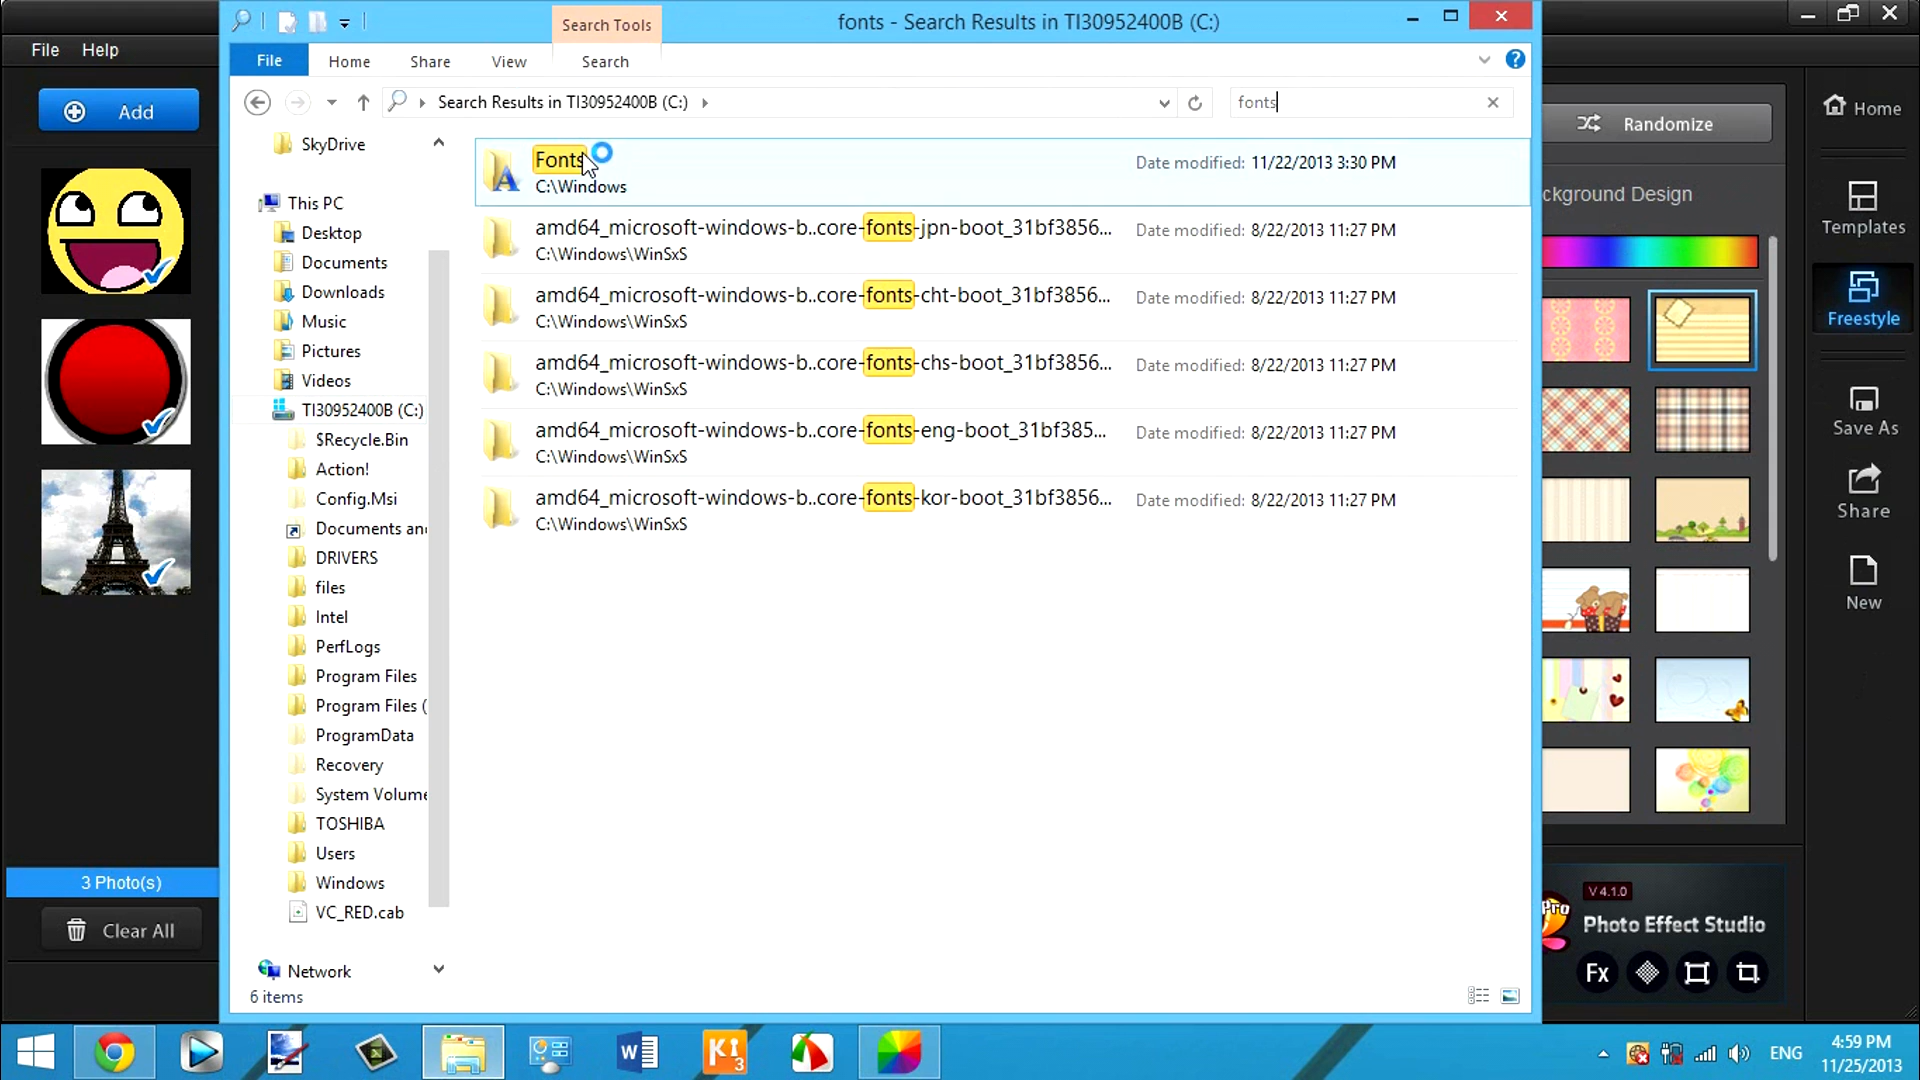 Search Tools
fonts - Search Results in TI30952400B (C:)
File Help
File Home Share View Search
Search Results in TI30952400B (C:)
fonts
Add
SkyDrive
This PC
Desktop
Documents
Downloads
Music
Pictures
Videos
TI30952400B (C:)
$Recycle.Bin
Action!
Config.Msi
Documents an
DRIVERS
files
Intel
PerfLogs
Program Files
Program Files (
ProgramData
Recovery
System Volume
TOSHIBA
Users
Windows
VC_RED.cab
Network
6 items
Fonts
Date modified: 11/22/2013 3:30 PM
C:\Windows
amd64_microsoft-windows-b..core-fonts-jpn-boot_31bf3856...
Date modified: 8/22/2013 11:27 PM
C:\Windows\WinSxS
amd64_microsoft-windows-b..core-fonts-cht-boot_31bf3856...
Date modified: 8/22/2013 11:27 PM
C:\Windows\WinSxS
amd64_microsoft-windows-b..core-fonts-chs-boot_31bf3856...
Date modified: 8/22/2013 11:27 PM
C:\Windows\WinSxS
amd64_microsoft-windows-b..core-fonts-eng-boot_31bf385...
Date modified: 8/22/2013 11:27 PM
C:\Windows\WinSxS
amd64_microsoft-windows-b..core-fonts-kor-boot_31bf3856...
Date modified: 8/22/2013 11:27 PM
C:\Windows\WinSxS
3 Photo(s)
Clear All
Randomize
ckground Design
Home
Templates
Freestyle
Save As
Share
New
V 4.1.0
Pro
Photo Effect Studio
Fx
W
Ki
3
ENG
4:59 PM
11/25/2013